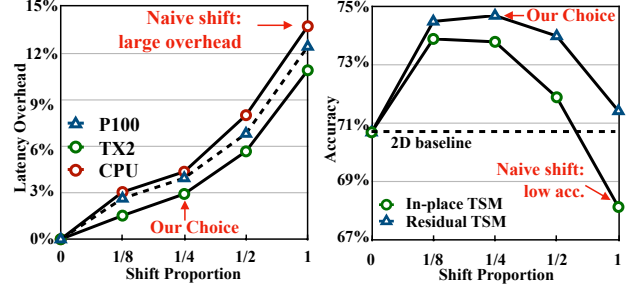 15%
12%
9%
6%
3%
0%
Latency Overhead
Naive shift:
large overhead
P100
TX2
CPU
Our Choice
0
1/8
1/4
1/2
1
Shift Proportion
75%
73%
71%
69%
67%
Accuracy
Our Choice
2D baseline
Naive shift:
low acc.
In-place TSM
Residual TSM
0
1/8
1/4
1/2
1
Shift Proportion